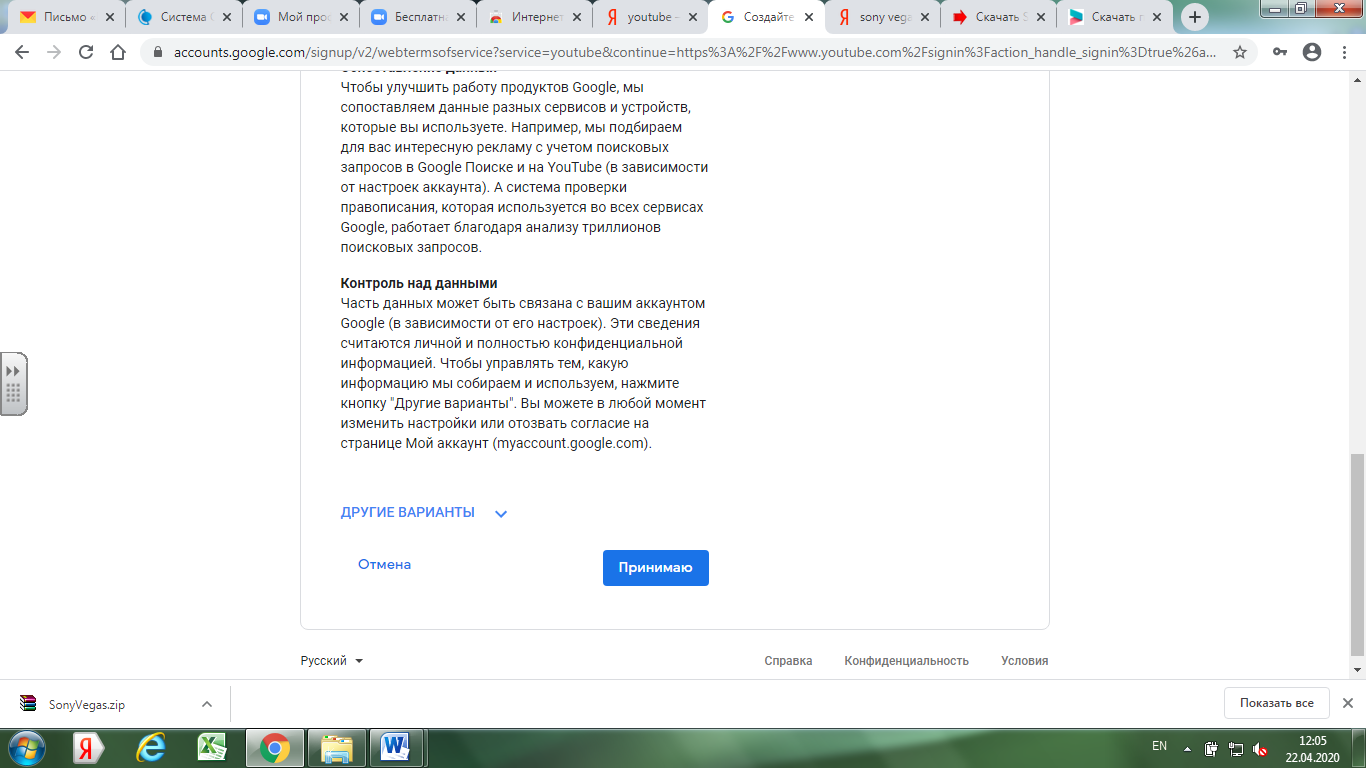 Письмо «
Система С
Мой прос
Бесплатн
Интернет
youtube –
Создайте
sony vega
Скачать S
Скачать г
accounts.google.com/signup/v2/webtermsofservice?service=youtube&continue=https%3A%2F%2Fwww.youtube.com%2Fsignin%3Faction_handle_signin%3Dtrue%26a...
Чтобы улучшить работу продуктов Google, мы
сопоставляем данные разных сервисов и устройств,
которые вы используете. Например, мы подбираем
для вас интересную рекламу с учетом поисковых
запросов в Google Поиске и на YouTube (в зависимости
от настроек аккаунта). А система проверки
правописания, которая используется во всех сервисах
Google, работает благодаря анализу триллионов
поисковых запросов.
Контроль над данными
Часть данных может быть связана с вашим аккаунтом
Google (в зависимости от его настроек). Эти сведения
считаются личной и полностью конфиденциальной
информацией. Чтобы управлять тем, какую
информацию мы собираем и используем, нажмите
кнопку "Другие варианты". Вы можете в любой момент
изменить настройки или отозвать согласие на
странице Мой аккаунт (myaccount.google.com).
ДРУГИЕ ВАРИАНТЫ
Отмена
Принимаю
Русский
Справка
Конфиденциальность
Условия
SonyVegas.zip
Показать все
EN
12:05
22.04.2020